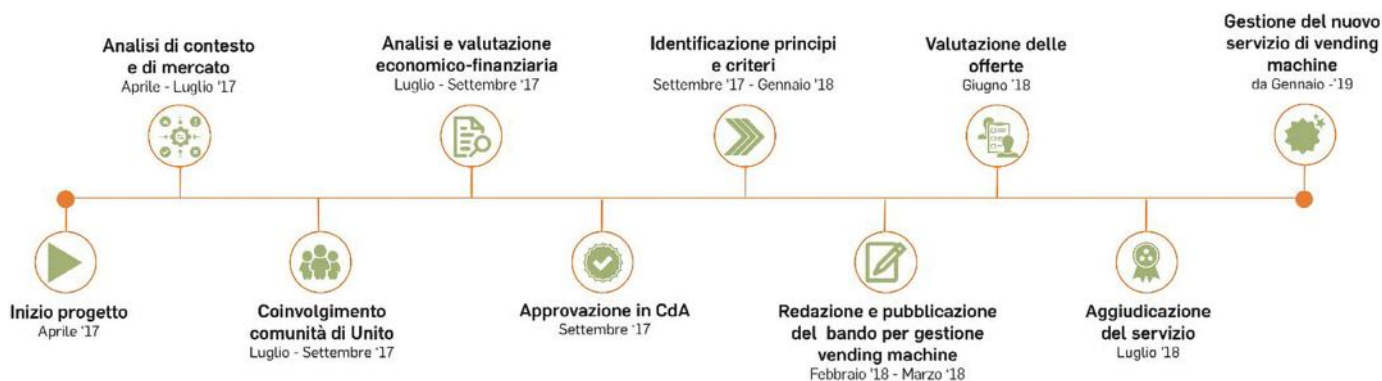 Analisi di contesto
e di mercato
Aprile - Luglio '17
Analisi e valutazione
economico-finanziaria
Luglio - Settembre '17
Identificazione principi
e criteri
Settembre '17 - Gennaio '18
Valutazione delle
offerte
Giugno '18
Gestione del nuovo
servizio di vending
machine
da Gennaio -'19
Inizio progetto
Aprile '17
Coinvolgimento
comunità di Unito
Luglio - Settembre '17
Approvazione in CdA
Settembre '17
Redazione e pubblicazione
del bando per gestione
vending machine
Febbraio '18 - Marzo '18
Aggiudicazione
del servizio
Luglio '18